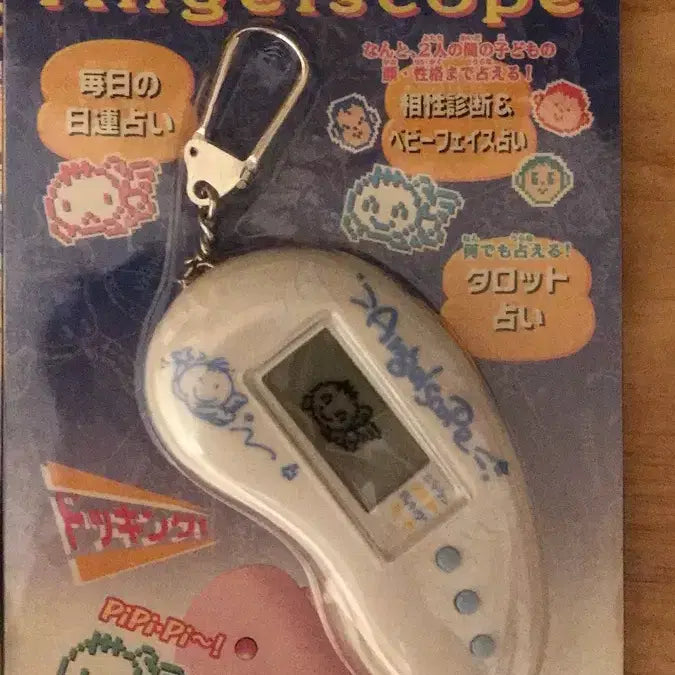 Angelscope
毎日の
日運占い
なんと、2人の間の子どもの
顔・性格まで占える!
相性診断&
ベビーフェイス占い
何でも占える!
タロット
占い
Angelscope
ドッキング!
PiPi・Pi〜!